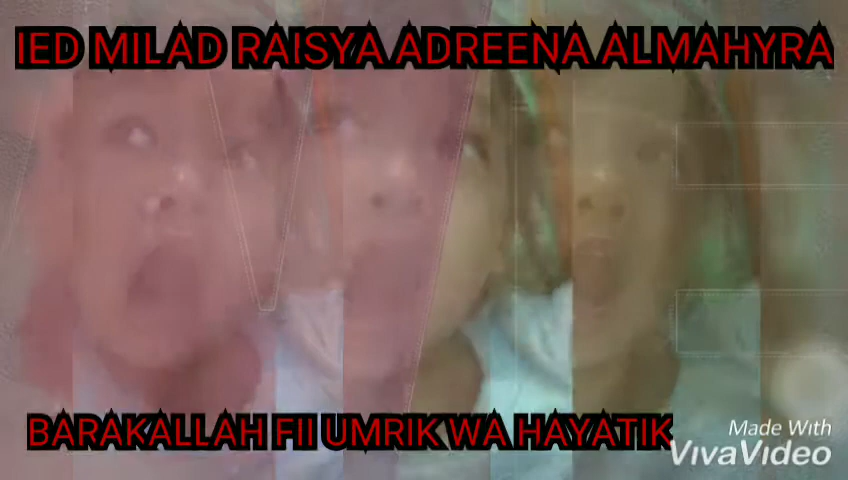 IED MILAD RAISYA ADREENA ALMAHYRA
BARAKALLAH FII UMRIK WA HAYATIK
Made With
VivaVideo